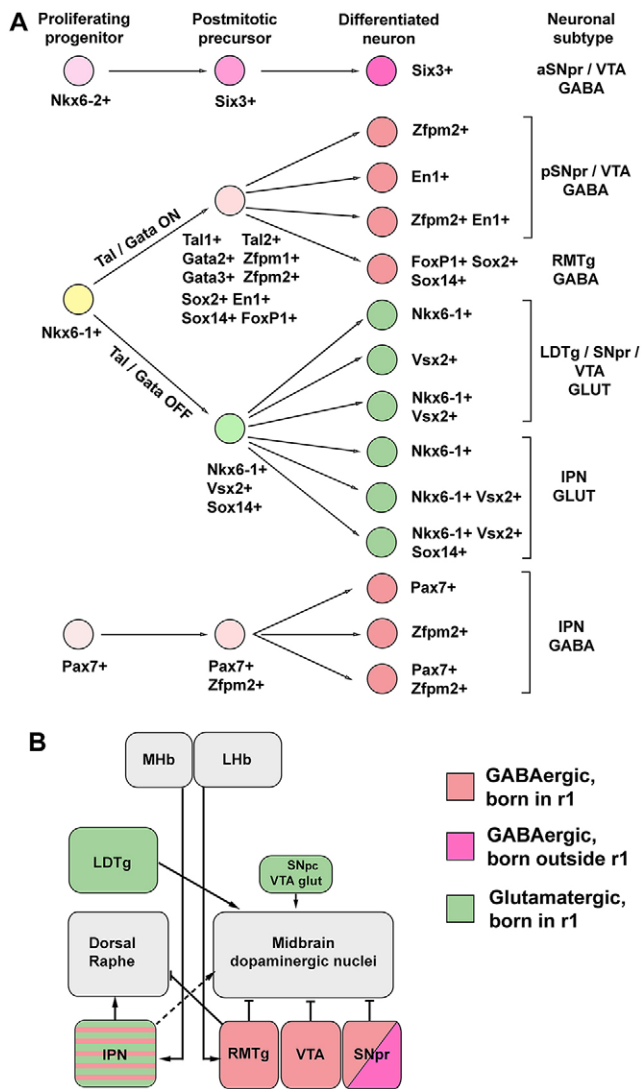 A
Proliferating
progenitor
Postmitotic
precursor
Differentiated
neuron
Neuronal
subtype
Nkx6-2+
Six3+
Six3+
aSNpr / VTA
GABA
Zfpm2+
En1+
Zfpm2+ En1+
pSNpr / VTA
GABA
Tal / Gata ON
Tal1+ Tal2+
Gata2+ Zfpm1+
Gata3+ Zfpm2+
Sox2+ En1+
Sox14+ FoxP1+
FoxP1+ Sox2+
Sox14+
RMTg
GABA
Nkx6-1+
Tal / Gata OFF
Nkx6-1+
Vsx2+
Sox14+
Nkx6-1+
Vsx2+
Nkx6-1+
Vsx2+
LDTg / SNpr /
VTA
GLUT
Nkx6-1+
Nkx6-1+ Vsx2+
Nkx6-1+ Vsx2+
Sox14+
IPN
GLUT
Pax7+
Pax7+
Zfpm2+
Pax7+
Zfpm2+
Pax7+
Zfpm2+
IPN
GABA
B
MHb
LHb
LDTg
SNpc
VTA glut
Dorsal
Raphe
Midbrain
dopaminergic nuclei
IPN
RMTg
VTA
SNpr
GABAergic,
born in r1
GABAergic,
born outside r1
Glutamatergic,
born in r1